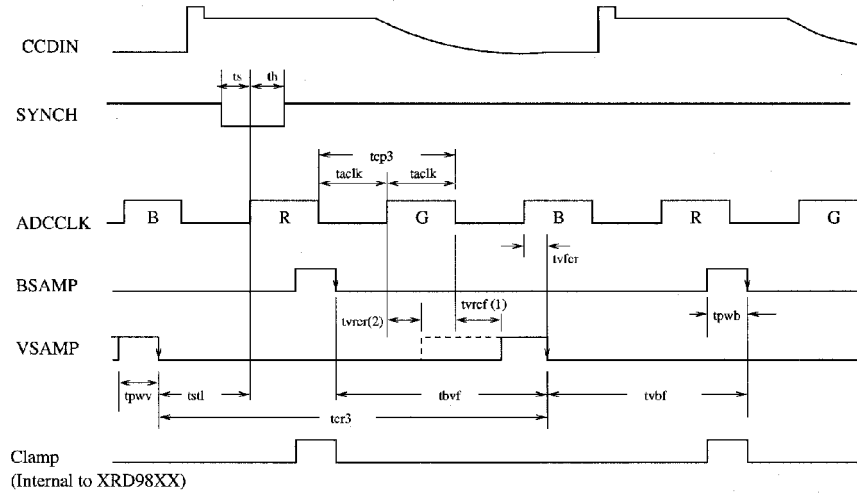 CCDIN
ts th
SYNCH
tcp3
taclk taclk
ADCCLK B R G B R G
tvfcr
BSAMP
tvrcr(2) tvrcf (1) tpwb
VSAMP
tpwv tstl tbvf tvbf
tcr3
Clamp
(Internal to XRD98XX)